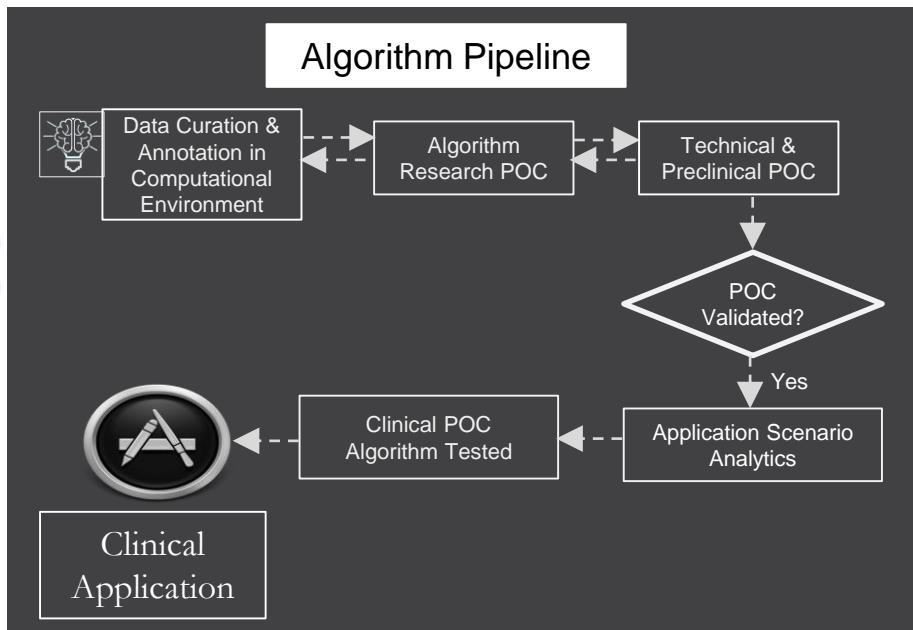 Algorithm Pipeline
Data Curation &
Annotation in
Computational
Environment
Algorithm
Research POC
Technical &
Preclinical POC
POC
Validated?
Yes
Application Scenario
Analytics
Clinical POC
Algorithm Tested
Clinical
Application